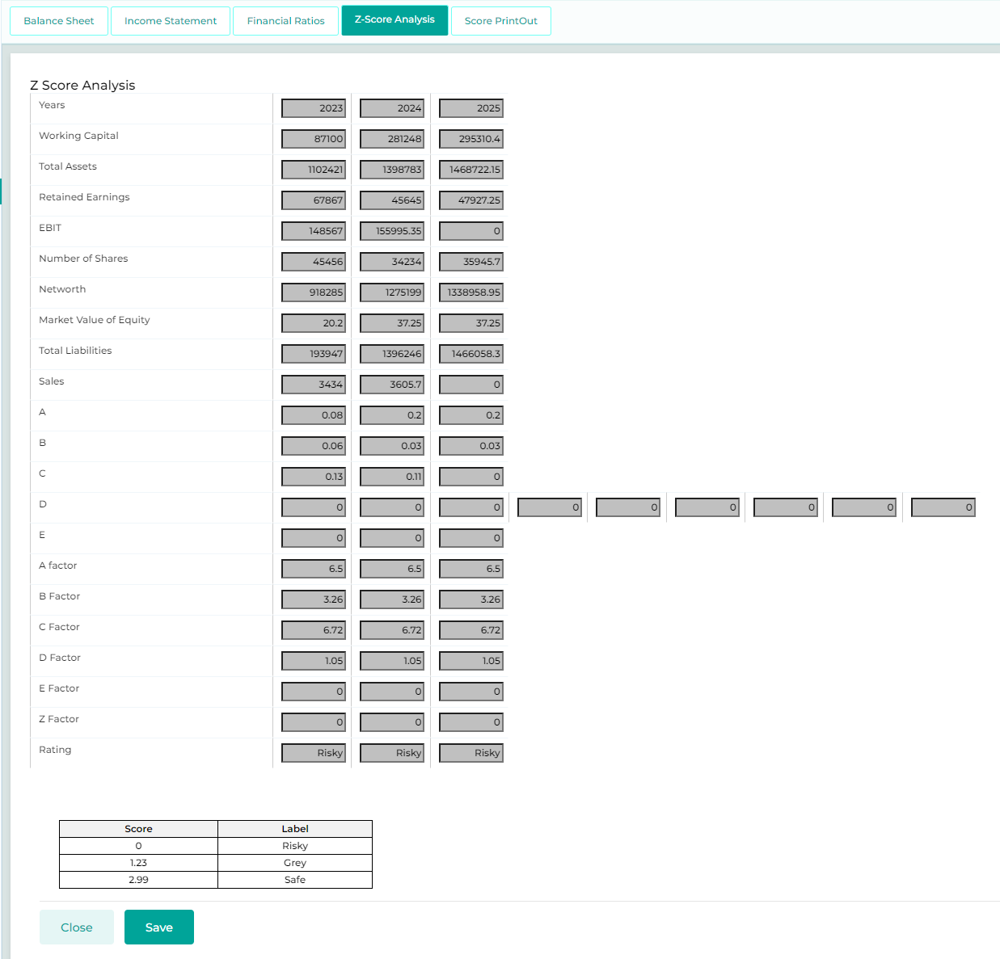 Balance Sheet Income Statement Financial Ratios Z-Score Analysis Score PrintOut
Z Score Analysis
Years 2023 2024 2025
Working Capital 87100 281248 295310.4
Total Assets 1102421 1398783 1468722.15
Retained Earnings 67867 45645 47927.25
EBIT 148567 155995.35 0
Number of Shares 45456 34234 35945.7
Networth 918285 1275199 1338958.95
Market Value of Equity 20.2 37.25 37.25
Total Liabilities 193947 1396246 1466058.3
Sales 3434 3605.7 0
A 0.08 0.2 0.2
B 0.06 0.03 0.03
C 0.13 0.11 0
D 0 0 0 0 0 0 0 0 0
E 0 0 0
A factor 6.5 6.5 6.5
B Factor 3.26 3.26 3.26
C Factor 6.72 6.72 6.72
D Factor 1.05 1.05 1.05
E Factor 0 0 0
Z Factor 0 0 0
Rating Risky Risky Risky
Score Label
0 Risky
1.23 Grey
2.99 Safe
Close Save